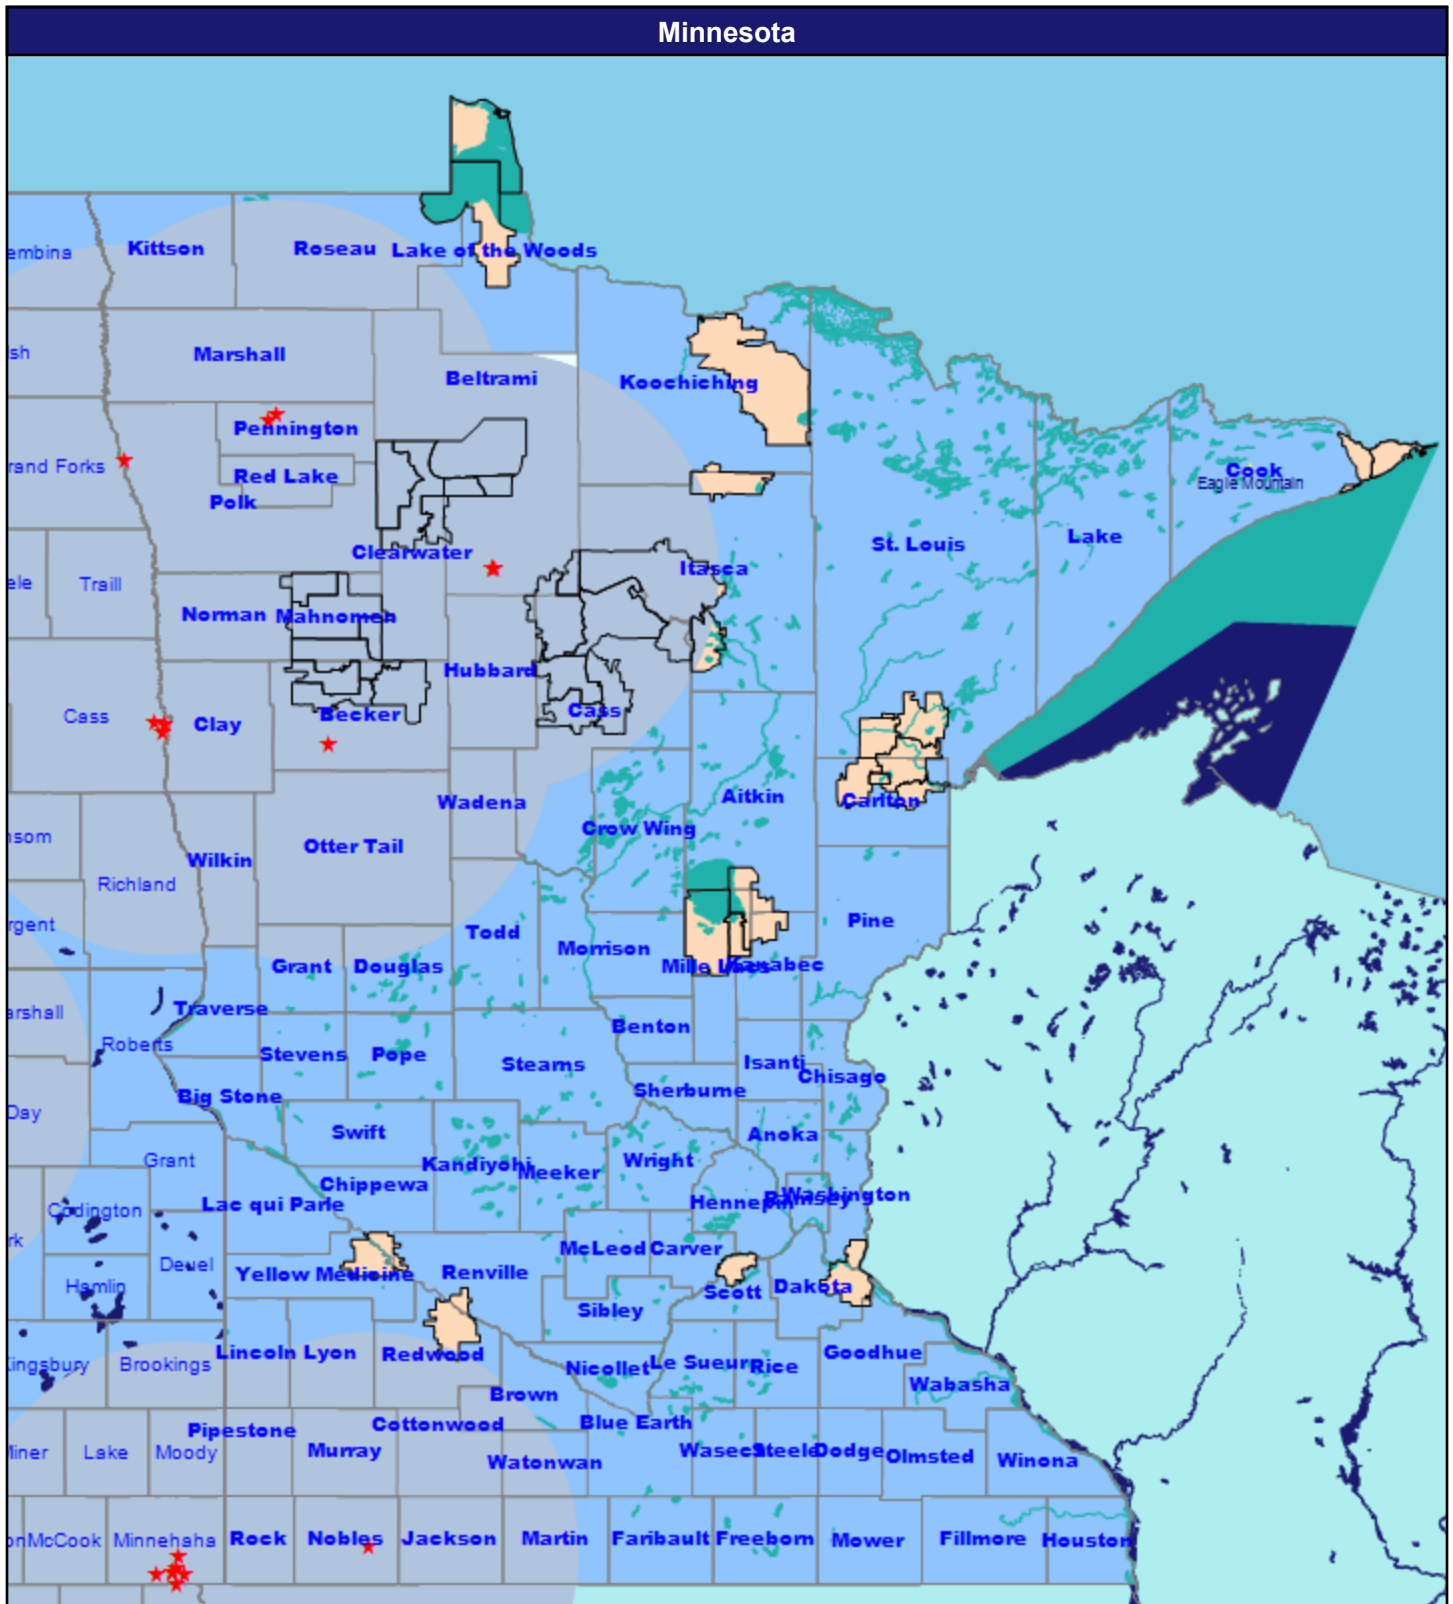 Minnesota
embina
Kittson
Roseau
Lake of the Woods
sh
Marshall
Beltrami
Koochiching
rand Forks
Pennington
Red Lake
Polk
Cook
Eagle Mountain
Clearwater
St. Louis
Lake
ele
Traill
Itasca
Norman
Mahnomen
Hubbard
Cass
Clay
Becker
Cass
Wadena
Aitkin
Carlton
nsom
Crow Wing
Wilkin
Otter Tail
Richland
rgent
Todd
Morrison
Pine
Grant
Douglas
Mille Lacs
Kanabec
arshall
Traverse
Roberts
Benton
Stevens
Pope
Stearns
Isanti
Chisago
Big Stone
Sherburne
Day
Swift
Anoka
Grant
Kandiyohi
Meeker
Wright
Chippewa
Codington
Lac qui Parle
Hennepin
Ramsey
Washington
rk
McLeod
Carver
Deuel
Yellow Medicine
Renville
Hamlin
Scott
Dakota
Sibley
Kingsbury
Brookings
Lincoln
Lyon
Redwood
Nicollet
Le Sueur
Rice
Goodhue
Brown
Wabasha
Pipestone
Cottonwood
Blue Earth
Miner
Lake
Moody
Murray
Watonwan
Waseca
Steele
Dodge
Olmsted
Winona
on
McCook
Minnehaha
Rock
Nobles
Jackson
Martin
Faribault
Freeborn
Mower
Fillmore
Houston